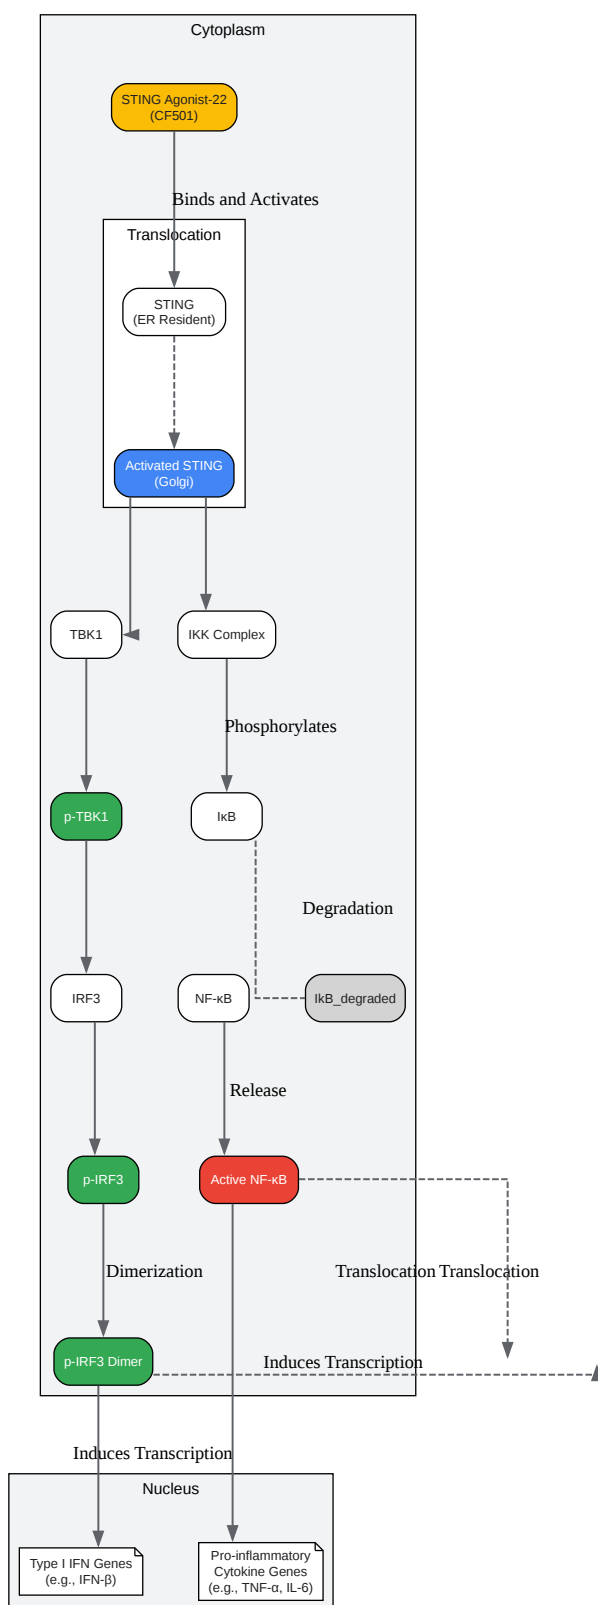 Cytoplasm
STING Agonist-22
(CF501)
Binds and Activates
Translocation
STING
(ER Resident)
Activated STING
(Golgi)
TBK1
IKK Complex
Phosphorylates
p-TBK1
IκB
Degradation
IRF3
NF-κB
IkB_degraded
Release
p-IRF3
Active NF-κB
Dimerization
Translocation
Translocation
p-IRF3 Dimer
Induces Transcription
Induces Transcription
Nucleus
Type I IFN Genes
(e.g., IFN-β)
Pro-inflammatory
Cytokine Genes
(e.g., TNF-α, IL-6)